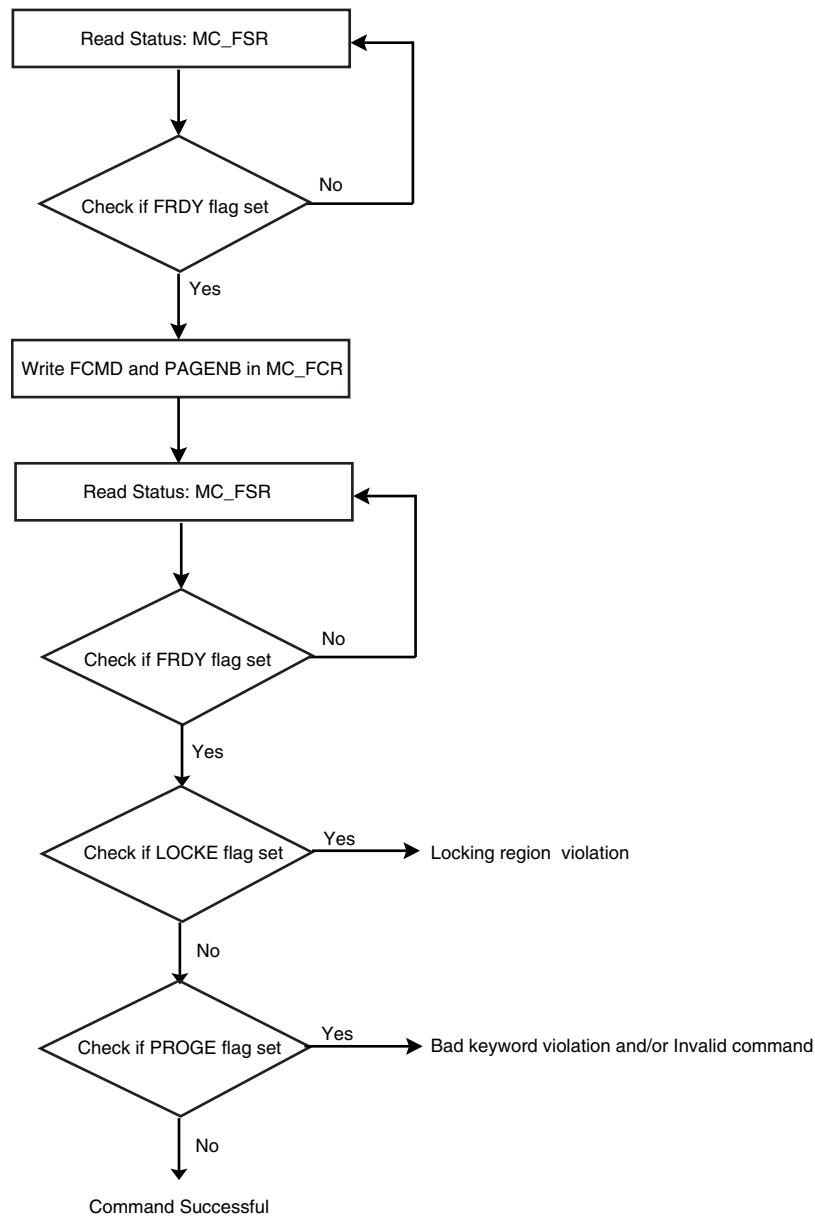 Read Status: MC_FSR
Check if FRDY flag set
No
Yes
Write FCMD and PAGENB in MC_FCR
Read Status: MC_FSR
Check if FRDY flag set
No
Yes
Check if LOCKE flag set
Yes
Locking region violation
No
Check if PROGE flag set
Yes
Bad keyword violation and/or Invalid command
No
Command Successful